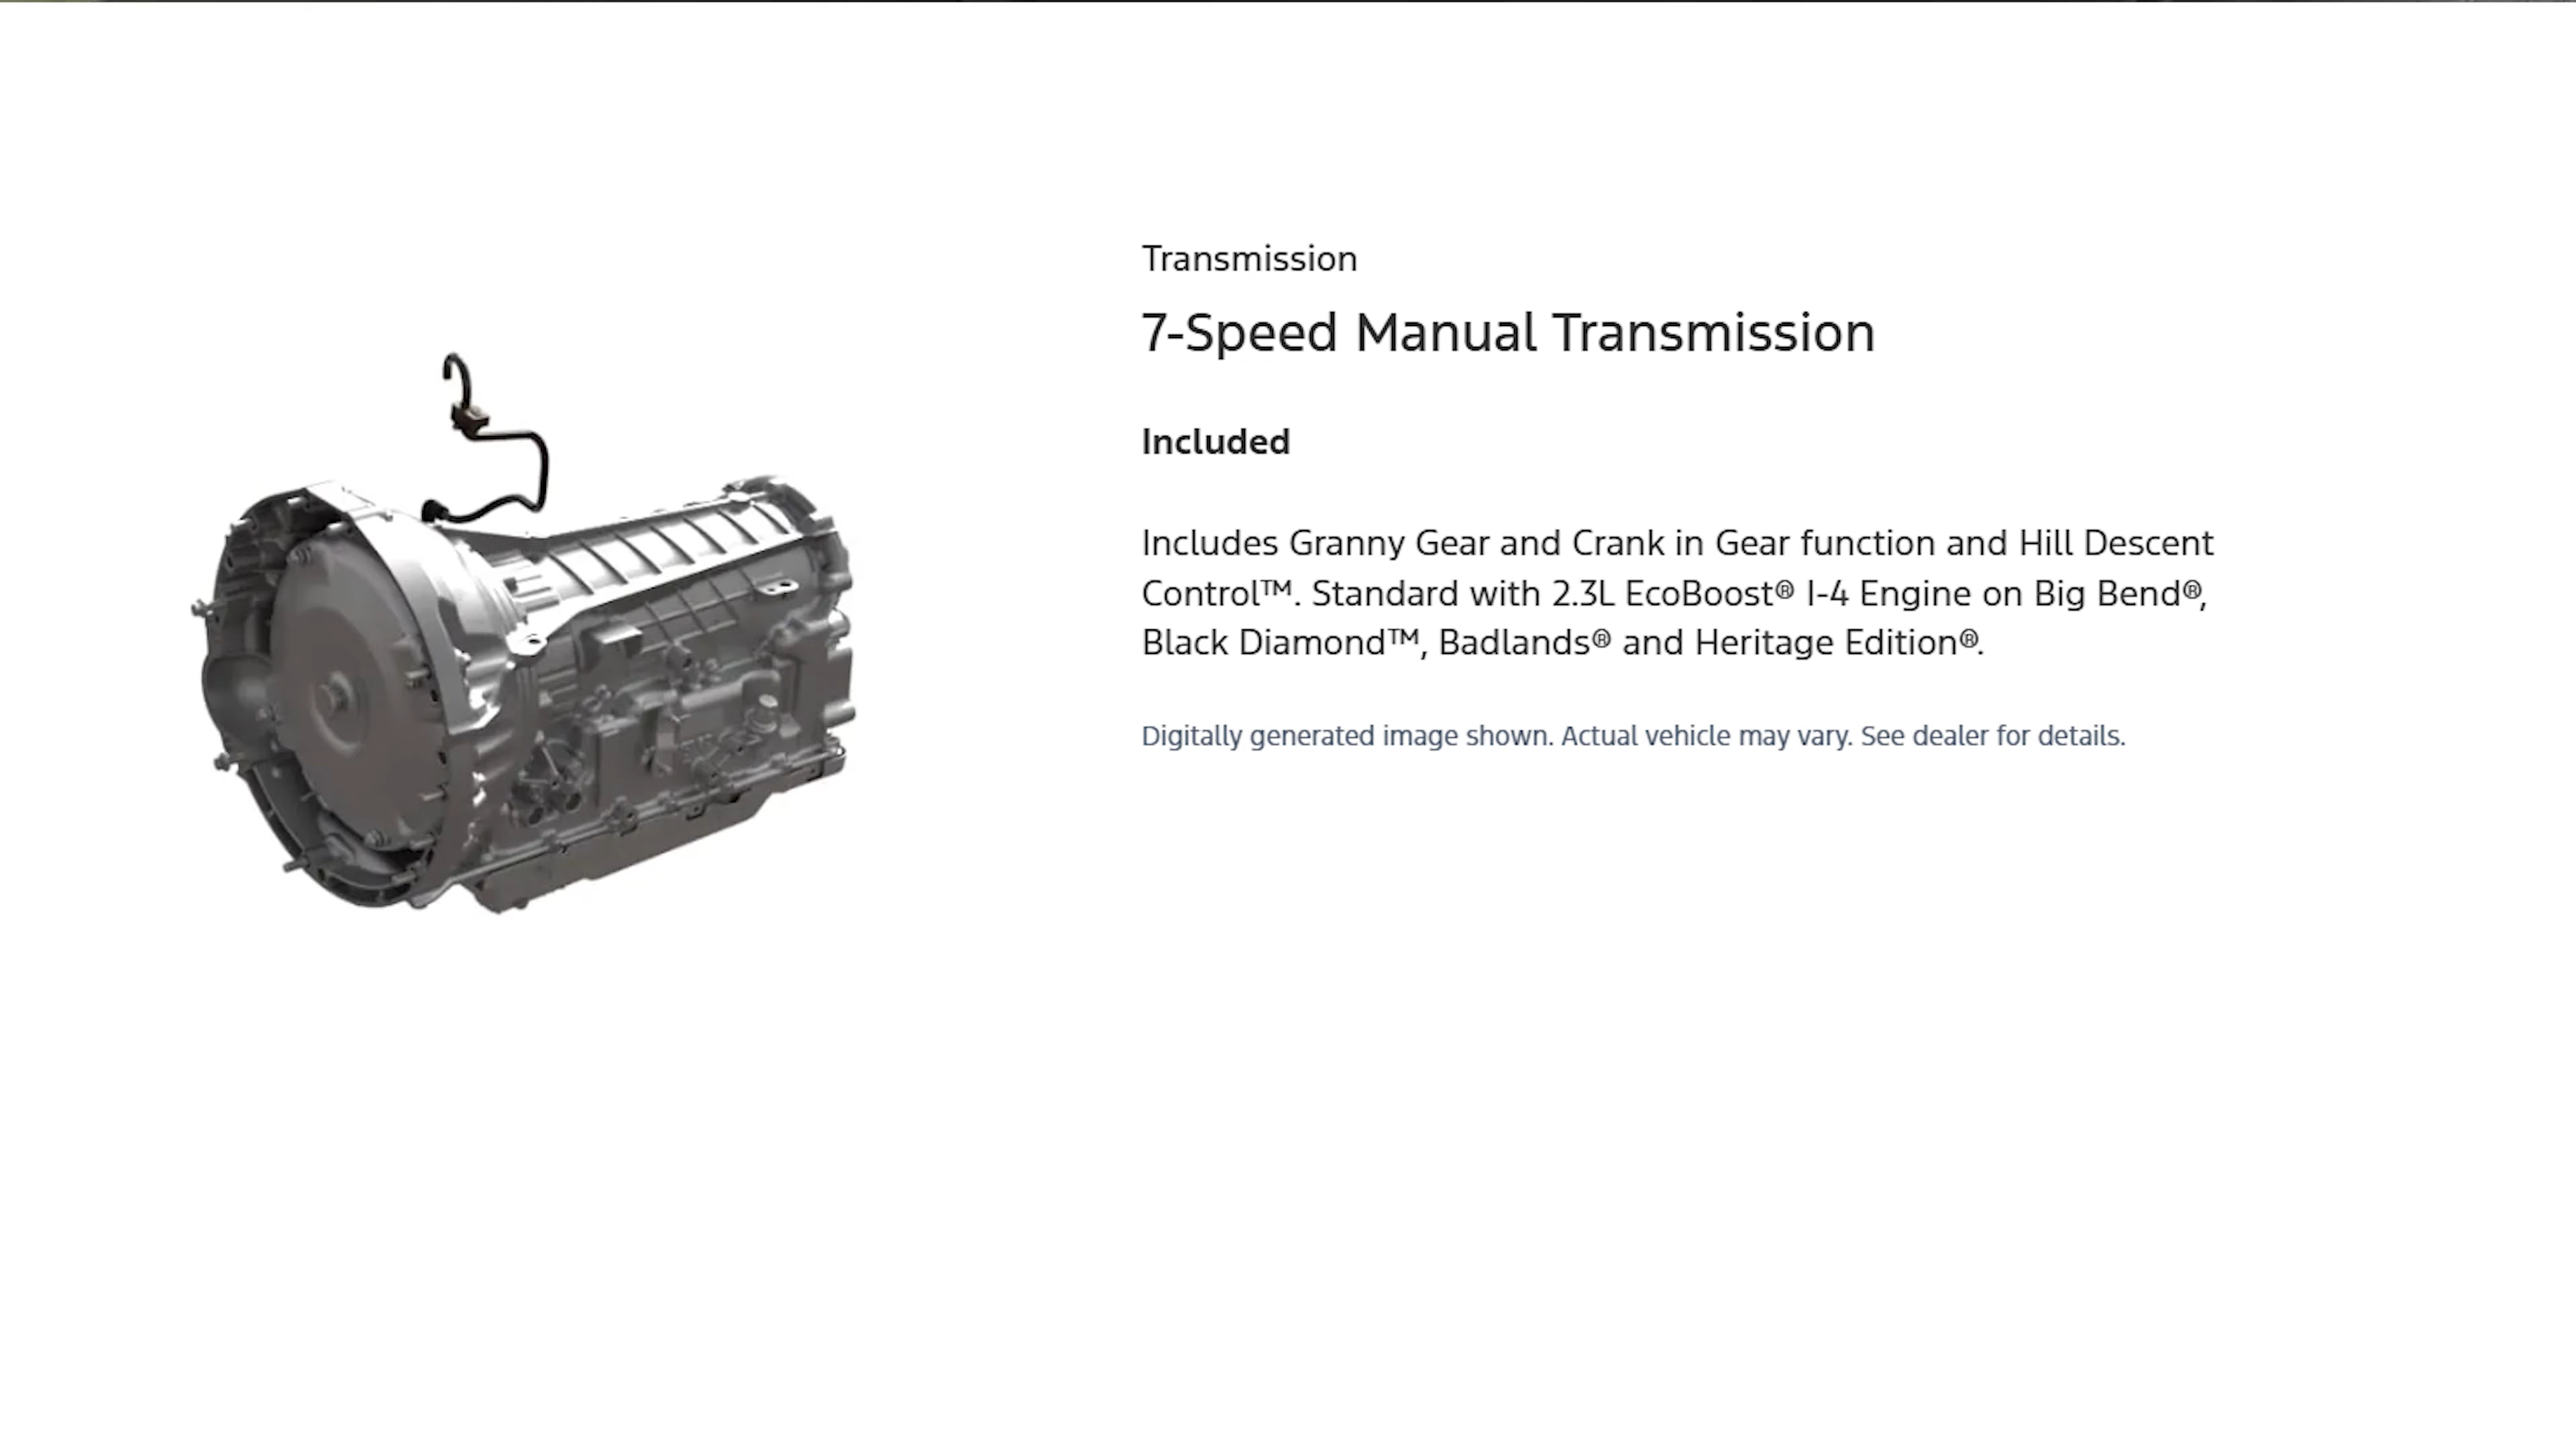 Transmission
7-Speed Manual Transmission
Included
Includes Granny Gear and Crank in Gear function and Hill Descent
Control™. Standard with 2.3L EcoBoost® I-4 Engine on Big Bend®,
Black Diamond™, Badlands® and Heritage Edition®.
Digitally generated image shown. Actual vehicle may vary. See dealer for details.